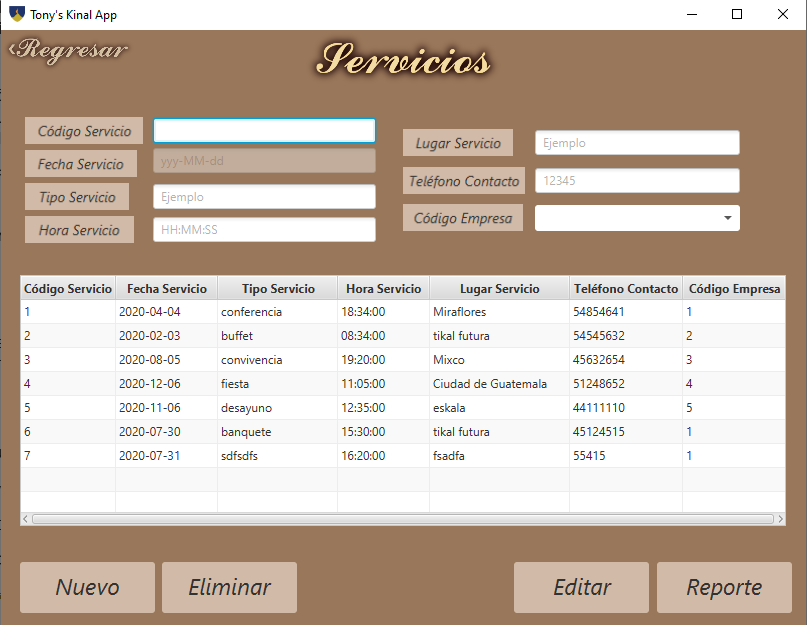 Tony's Kinal App
‹Regresar
Servicios
Código Servicio
Fecha Servicio yyy-MM-dd
Tipo Servicio Ejemplo
Hora Servicio HH:MM:SS
Lugar Servicio Ejemplo
Teléfono Contacto 12345
Código Empresa
Código Servicio Fecha Servicio Tipo Servicio Hora Servicio Lugar Servicio Teléfono Contacto Código Empresa
1 2020-04-04 conferencia 18:34:00 Miraflores 54854641 1
2 2020-02-03 buffet 08:34:00 tikal futura 54545632 2
3 2020-08-05 convivencia 19:20:00 Mixco 45632654 3
4 2020-12-06 fiesta 11:05:00 Ciudad de Guatemala 51248652 4
5 2020-11-06 desayuno 12:35:00 eskala 44111110 5
6 2020-07-30 banquete 15:30:00 tikal futura 45124515 1
7 2020-07-31 sdfsdfs 16:20:00 fsadfa 55415 1
Nuevo Eliminar Editar Reporte